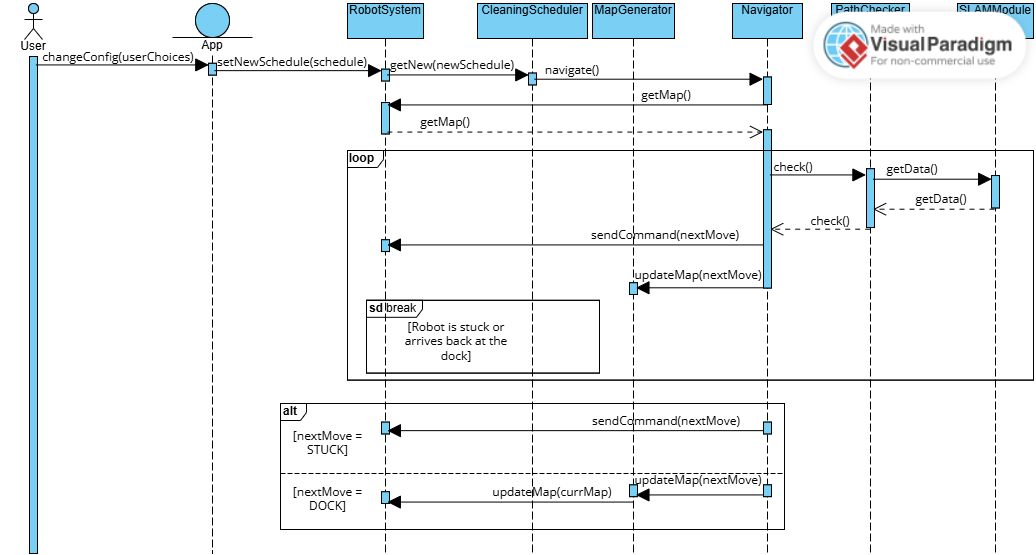 RobotSystem
CleaningScheduler
MapGenerator
Navigator
PathChecker
SLAMModule
Made with
VisualParadigm
For non-commercial use
User
App
changeConfig(userChoices)
setNewSchedule(schedule)
getNew(newSchedule)
navigate()
getMap()
getMap()
loop
check()
getData()
getData()
check()
sendCommand(nextMove)
updateMap(nextMove)
sd break
[Robot is stuck or
arrives back at the
dock]
alt
sendCommand(nextMove)
[nextMove =
STUCK]
updateMap(nextMove)
[nextMove =
DOCK]
updateMap(currMap)